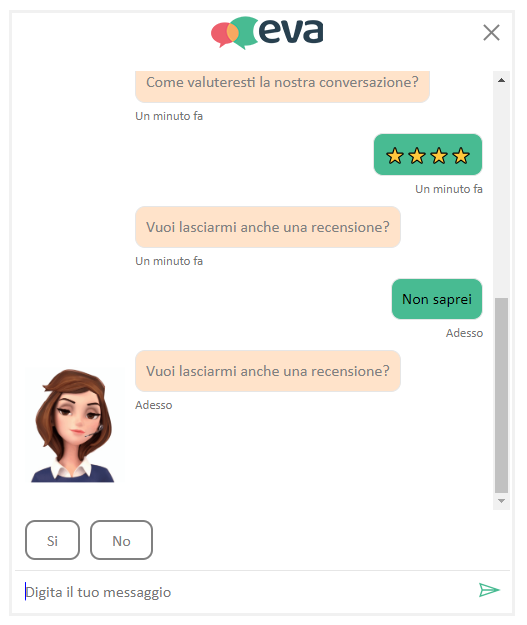 eva
Come valuteresti la nostra conversazione?
Un minuto fa
Un minuto fa
Vuoi lasciarmi anche una recensione?
Un minuto fa
Non saprei
Adesso
Vuoi lasciarmi anche una recensione?
Adesso
Si
No
Digita il tuo messaggio